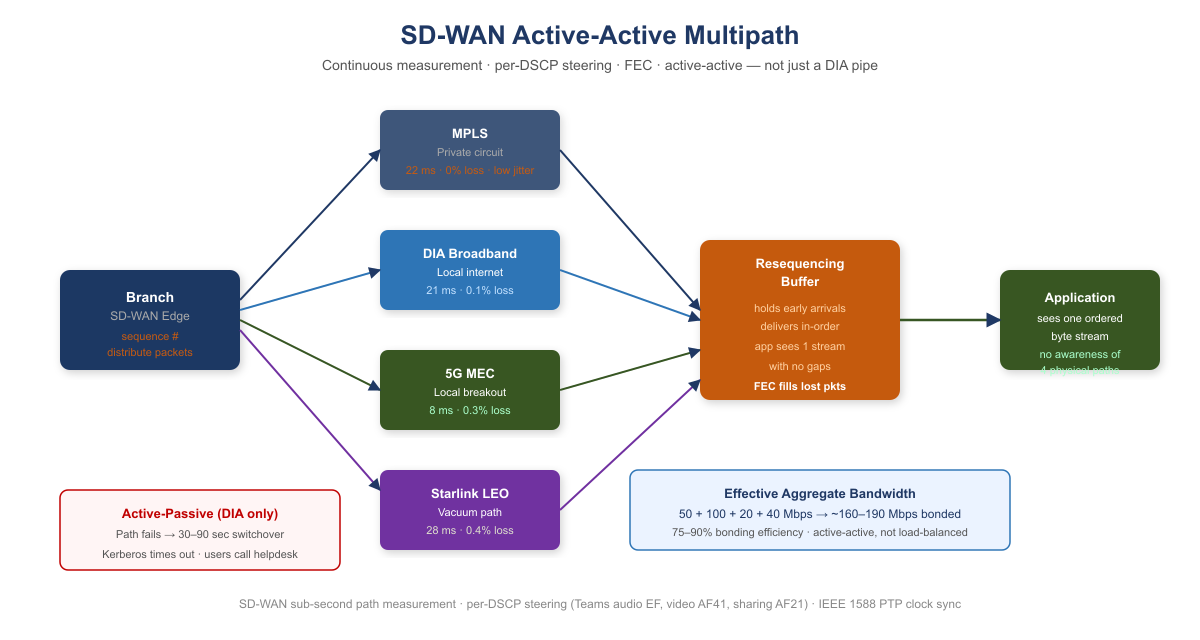 SD-WAN Active-Active Multipath
Continuous measurement · per-DSCP steering · FEC · active-active — not just a DIA pipe
MPLS
Private circuit
22 ms · 0% loss · low jitter
DIA Broadband
Local internet
21 ms · 0.1% loss
Branch
SD-WAN Edge
sequence #
distribute packets
5G MEC
Local breakout
8 ms · 0.3% loss
Starlink LEO
Vacuum path
28 ms · 0.4% loss
Resequencing
Buffer
holds early arrivals
delivers in-order
app sees 1 stream
with no gaps
FEC fills lost pkts
Application
sees one ordered
byte stream
no awareness of
4 physical paths
Active-Passive (DIA only)
Path fails → 30–90 sec switchover
Kerberos times out · users call helpdesk
Effective Aggregate Bandwidth
50 + 100 + 20 + 40 Mbps → ~160–190 Mbps bonded
75–90% bonding efficiency · active-active, not load-balanced
SD-WAN sub-second path measurement · per-DSCP steering (Teams audio EF, video AF41, sharing AF21) · IEEE 1588 PTP clock sync